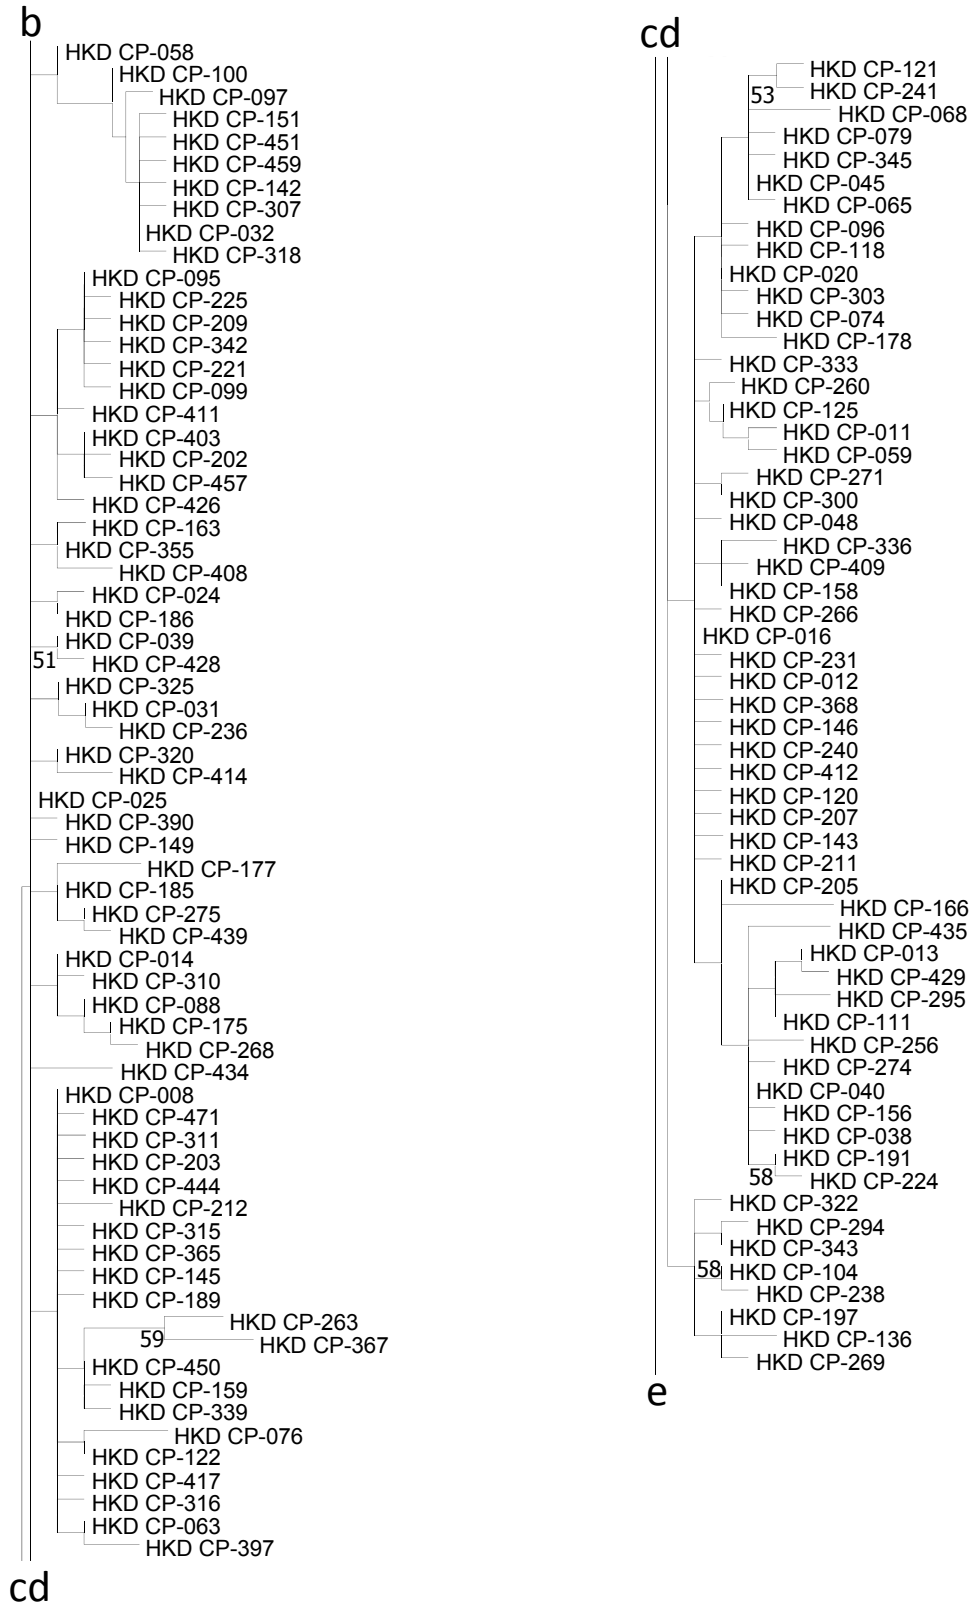 b
HKD CP-058
HKD CP-100
HKD CP-097
HKD CP-151
HKD CP-451
HKD CP-459
HKD CP-142
HKD CP-307
HKD CP-032
HKD CP-318
HKD CP-095
HKD CP-225
HKD CP-209
HKD CP-342
HKD CP-221
HKD CP-099
HKD CP-411
HKD CP-403
HKD CP-202
HKD CP-457
HKD CP-426
HKD CP-163
HKD CP-355
HKD CP-408
HKD CP-024
HKD CP-186
HKD CP-039
51
HKD CP-428
HKD CP-325
HKD CP-031
HKD CP-236
HKD CP-320
HKD CP-414
HKD CP-025
HKD CP-390
HKD CP-149
HKD CP-177
HKD CP-185
HKD CP-275
HKD CP-439
HKD CP-014
HKD CP-310
HKD CP-088
HKD CP-175
HKD CP-268
HKD CP-434
HKD CP-008
HKD CP-471
HKD CP-311
HKD CP-203
HKD CP-444
HKD CP-212
HKD CP-315
HKD CP-365
HKD CP-145
HKD CP-189
HKD CP-263
59
HKD CP-367
HKD CP-450
HKD CP-159
HKD CP-339
HKD CP-076
HKD CP-122
HKD CP-417
HKD CP-316
HKD CP-063
HKD CP-397
cd
cd
HKD CP-121
HKD CP-241
53
HKD CP-068
HKD CP-079
HKD CP-345
HKD CP-045
HKD CP-065
HKD CP-096
HKD CP-118
HKD CP-020
HKD CP-303
HKD CP-074
HKD CP-178
HKD CP-333
HKD CP-260
HKD CP-125
HKD CP-011
HKD CP-059
HKD CP-271
HKD CP-300
HKD CP-048
HKD CP-336
HKD CP-409
HKD CP-158
HKD CP-266
HKD CP-016
HKD CP-231
HKD CP-012
HKD CP-368
HKD CP-146
HKD CP-240
HKD CP-412
HKD CP-120
HKD CP-207
HKD CP-143
HKD CP-211
HKD CP-205
HKD CP-166
HKD CP-435
HKD CP-013
HKD CP-429
HKD CP-295
HKD CP-111
HKD CP-256
HKD CP-274
HKD CP-040
HKD CP-156
HKD CP-038
HKD CP-191
58
HKD CP-224
HKD CP-322
HKD CP-294
HKD CP-343
58 HKD CP-104
HKD CP-238
HKD CP-197
HKD CP-136
HKD CP-269
e